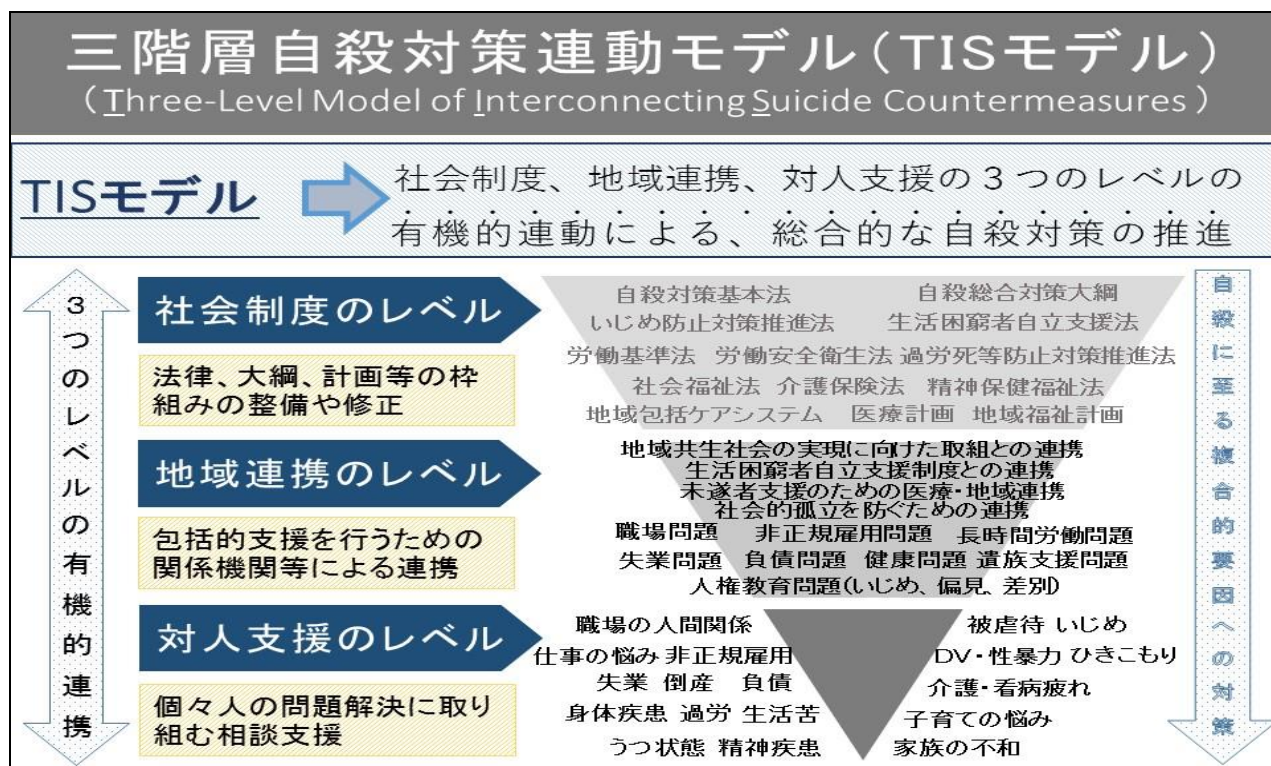 三階層自殺対策連動モデル(TISモデル)
(Three-Level Model of Interconnecting Suicide Countermeasures)
TISモデル
社会制度、地域連携、対人支援の3つのレベルの
有機的連動による、総合的な自殺対策の推進
3つのレベルの有機的連携
社会制度のレベル
法律、大綱、計画等の枠
組みの整備や修正
自殺対策基本法 自殺総合対策大綱
いじめ防止対策推進法 生活困窮者自立支援法
労働基準法 労働安全衛生法 過労死等防止対策推進法
社会福祉法 介護保険法 精神保健福祉法
地域包括ケアシステム 医療計画 地域福祉計画
地域連携のレベル
包括的支援を行うための
関係機関等による連携
地域共生社会の実現に向けた取組との連携
生活困窮者自立支援制度との連携
未遂者支援のための医療・地域連携
社会的孤立を防ぐための連携
職場問題 非正規雇用問題 長時間労働問題
失業問題 負債問題 健康問題 遺族支援問題
人権教育問題(いじめ、偏見、差別)
対人支援のレベル
個々人の問題解決に取り
組む相談支援
職場の人間関係 被虐待 いじめ
仕事の悩み 非正規雇用 DV・性暴力 ひきこもり
失業 倒産 負債 介護・看病疲れ
身体疾患 過労 生活苦 子育ての悩み
うつ状態 精神疾患 家族の不和
自殺に至る複合的要因への対策